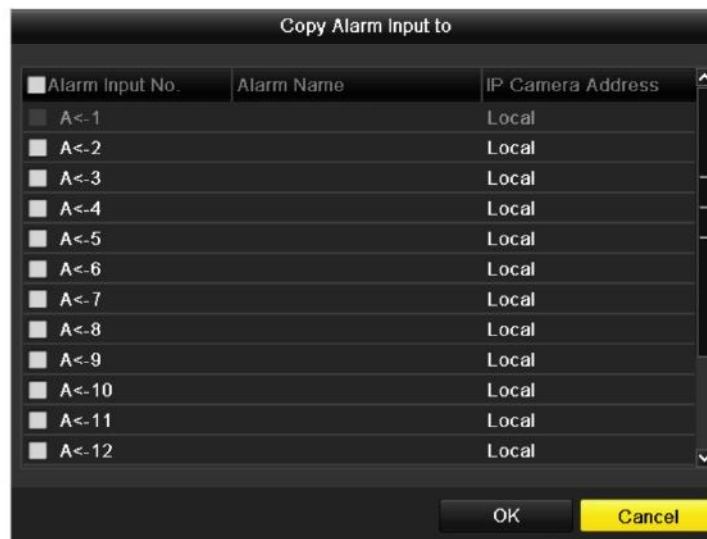 Copy Alarm Input to
Alarm Input No. Alarm Name IP Camera Address
A<-1 Local
A<-2 Local
A<-3 Local
A<-4 Local
A<-5 Local
A<-6 Local
A<-7 Local
A<-8 Local
A<-9 Local
A<-10 Local
A<-11 Local
A<-12 Local
OK Cancel